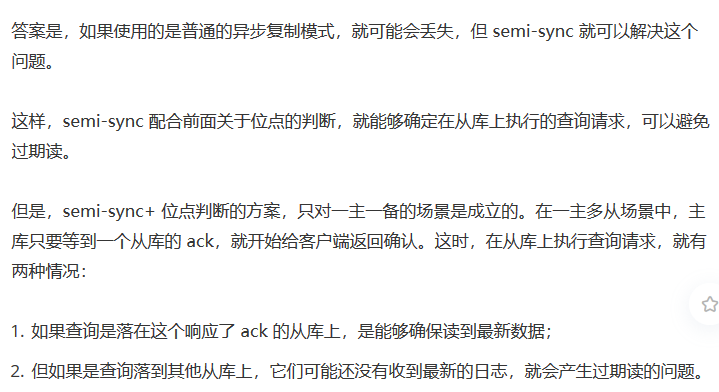 答案是，如果使用的是普通的异步复制模式，就可能会丢失，但 semi-sync 就可以解决这个
问题。
这样，semi-sync 配合前面关于位点的判断，就能够确定在从库上执行的查询请求，可以避免
过期读。
但是，semi-sync+ 位点判断的方案，只对一主一备的场景是成立的。在一主多从场景中，主
库只要等到一个从库的 ack，就开始给客户端返回确认。这时，在从库上执行查询请求，就有
两种情况：
1. 如果查询是落在这个响应了 ack 的从库上，是能够确保读到最新数据；
2. 但如果是查询落到其他从库上，它们可能还没有收到最新的日志，就会产生过期读的问题。